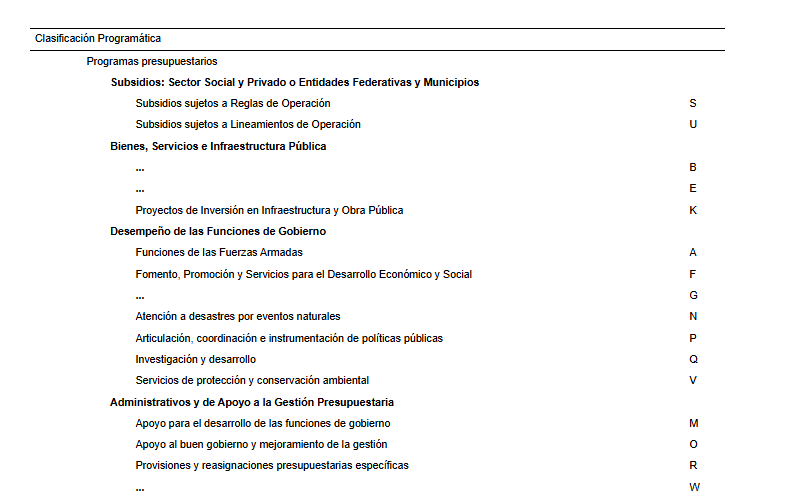 Clasificación Programática
Programas presupuestarios
Subsidios: Sector Social y Privado o Entidades Federativas y Municipios
Subsidios sujetos a Reglas de Operación S
Subsidios sujetos a Lineamientos de Operación U
Bienes, Servicios e Infraestructura Pública
... B
... E
Proyectos de Inversión en Infraestructura y Obra Pública K
Desempeño de las Funciones de Gobierno
Funciones de las Fuerzas Armadas A
Fomento, Promoción y Servicios para el Desarrollo Económico y Social F
... G
Atención a desastres por eventos naturales N
Articulación, coordinación e instrumentación de políticas públicas P
Investigación y desarrollo Q
Servicios de protección y conservación ambiental V
Administrativos y de Apoyo a la Gestión Presupuestaria
Apoyo para el desarrollo de las funciones de gobierno M
Apoyo al buen gobierno y mejoramiento de la gestión O
Provisiones y reasignaciones presupuestarias específicas R
... W